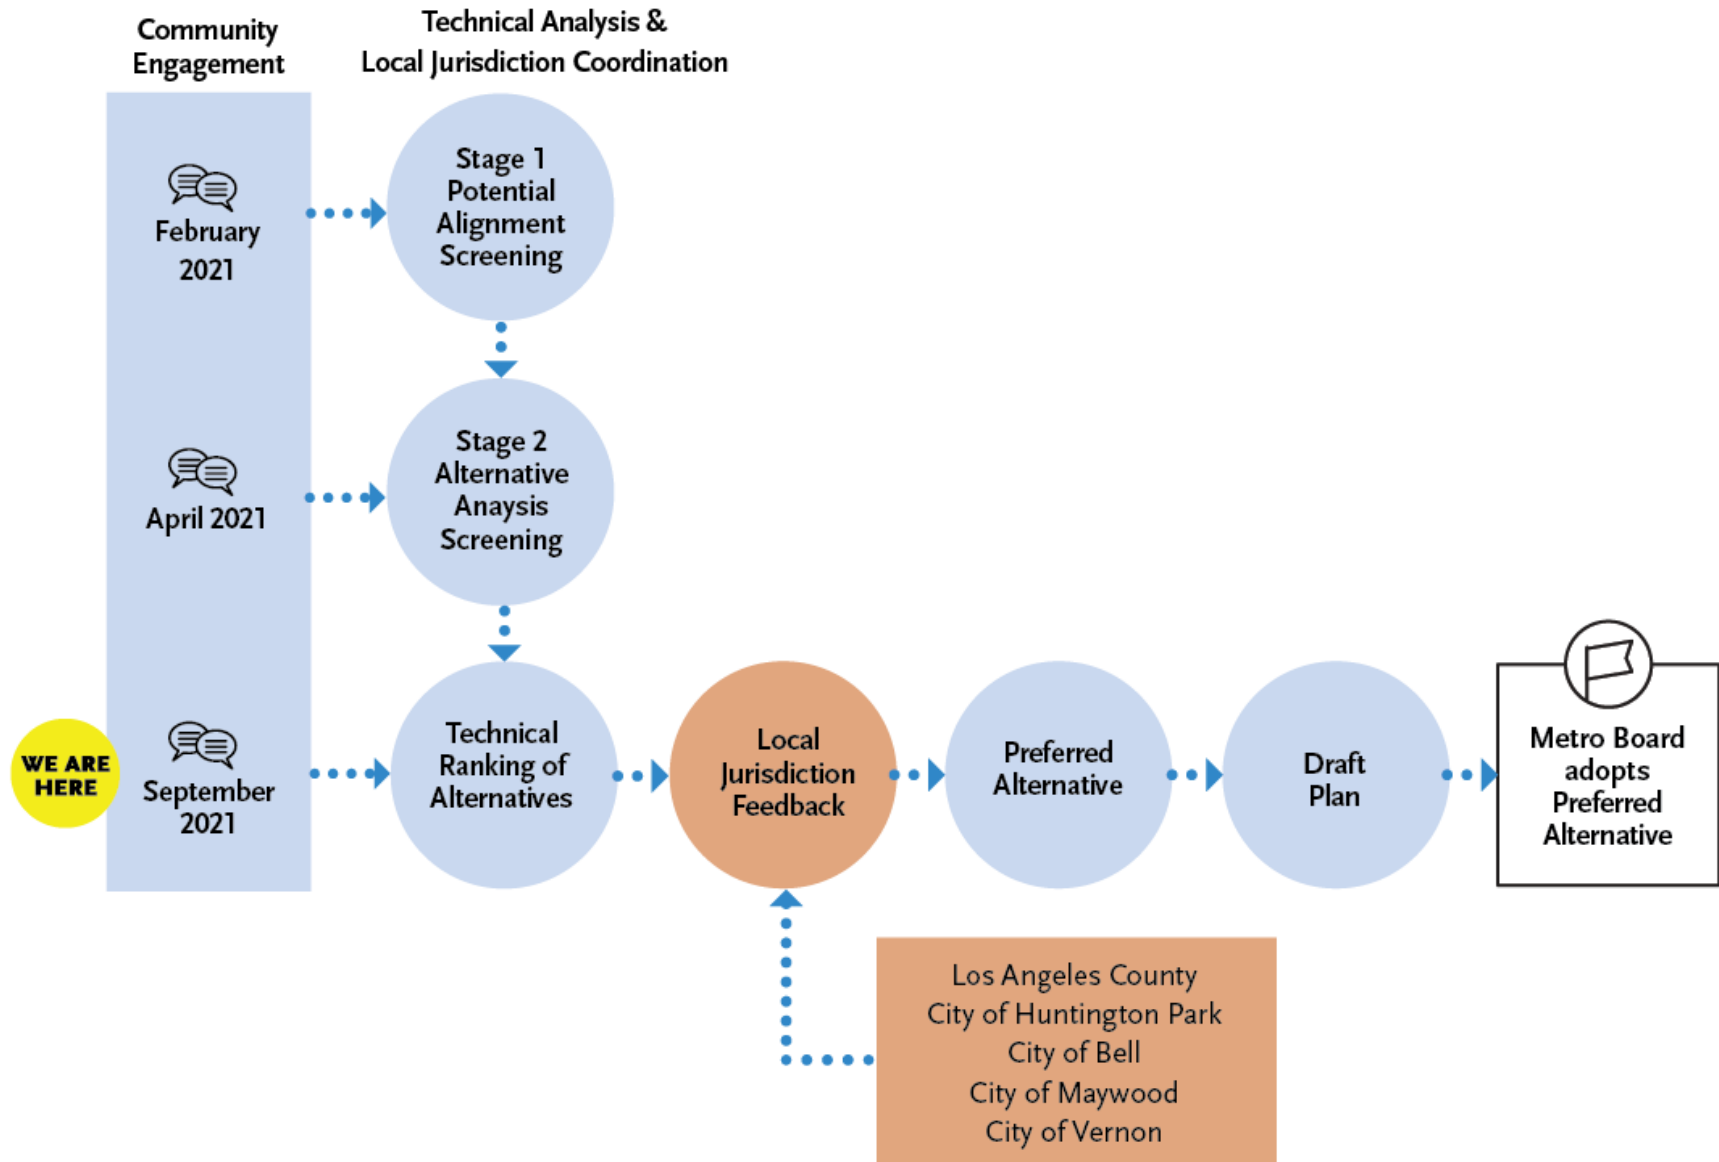 Community
Engagement
Technical Analysis &
Local Jurisdiction Coordination
February
2021
Stage 1
Potential
Alignment
Screening
April 2021
Stage 2
Alternative
Anaysis
Screening
WE ARE
HERE
September
2021
Technical
Ranking of
Alternatives
Local
Jurisdiction
Feedback
Preferred
Alternative
Draft
Plan
Metro Board
adopts
Preferred
Alternative
Los Angeles County
City of Huntington Park
City of Bell
City of Maywood
City of Vernon